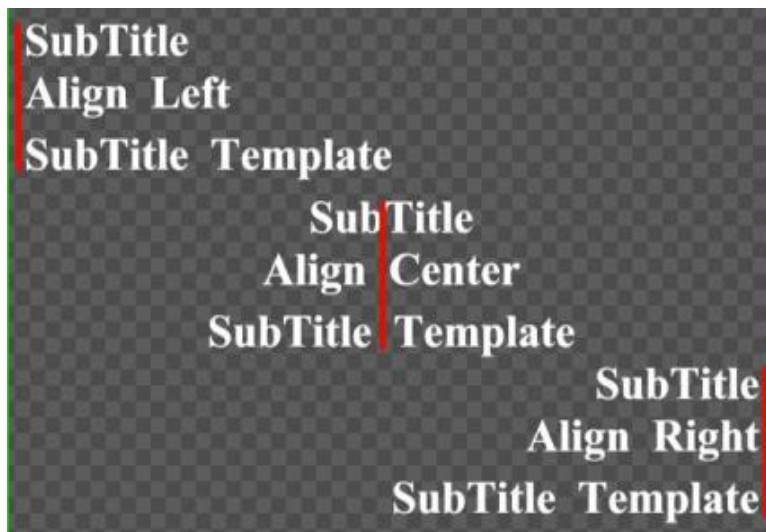 SubTitle
Align Left
SubTitle Template
SubTitle
Align Center
SubTitle Template
SubTitle
Align Right
SubTitle Template